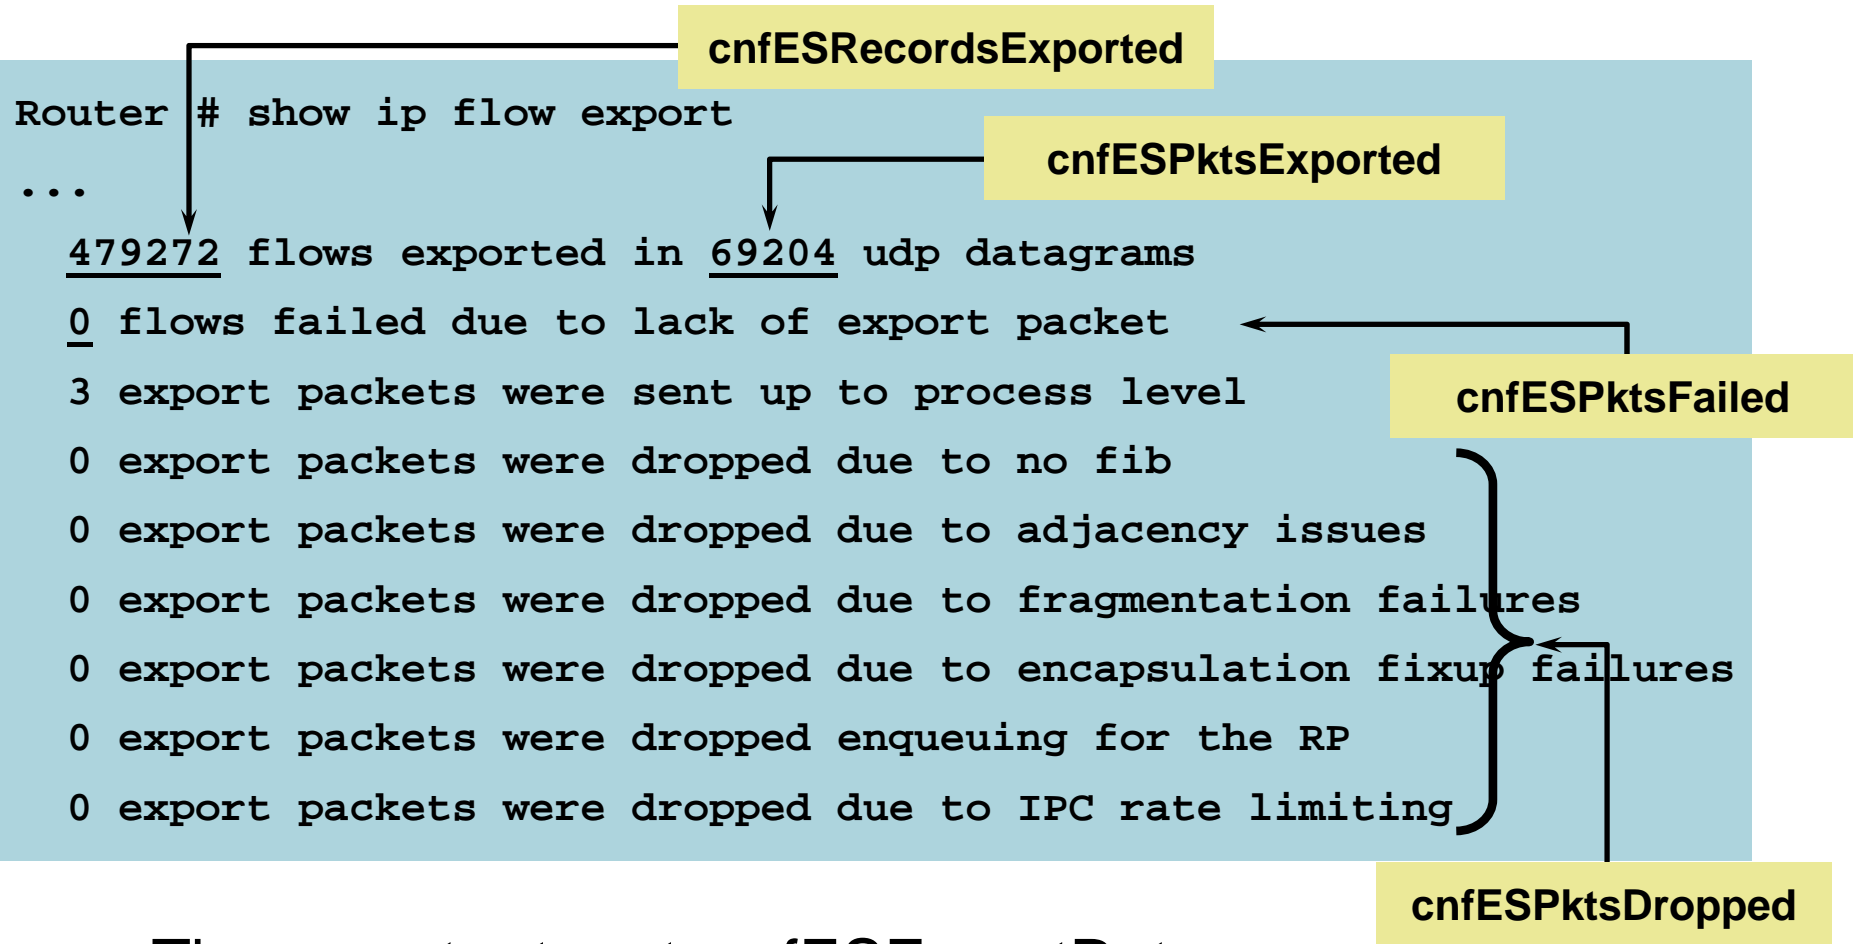 cnfESRecordsExported
Router # show ip flow export
cnfESPktsExported
...
479272 flows exported in 69204 udp datagrams
0 flows failed due to lack of export packet
3 export packets were sent up to process level
cnfESPktsFailed
0 export packets were dropped due to no fib
0 export packets were dropped due to adjacency issues
0 export packets were dropped due to fragmentation failures
0 export packets were dropped due to encapsulation fixup failures
0 export packets were dropped enqueuing for the RP
0 export packets were dropped due to IPC rate limiting
cnfESPktsDropped